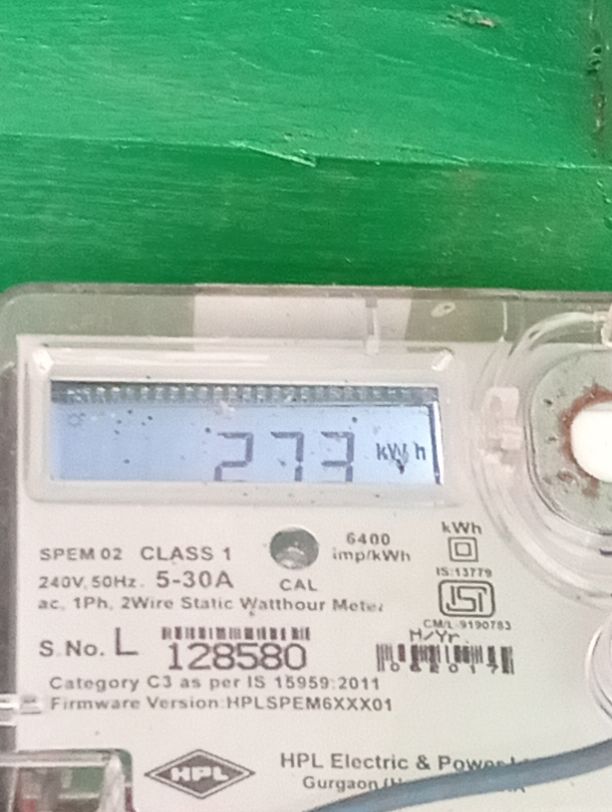 273 kWh
SPEM 02 CLASS 1
6400
imp/kWh
kWh
240V, 50Hz. 5-30A
CAL
IS:13779
ac, 1Ph, 2Wire Static Watthour Meter
ISI
CM/L-9190783
S.No. L 128580
M/Yr.
062017
Category C3 as per IS 15959:2011
Firmware Version:HPLSPEM6XXX01
HPL
HPL Electric & Power
Gurgaon